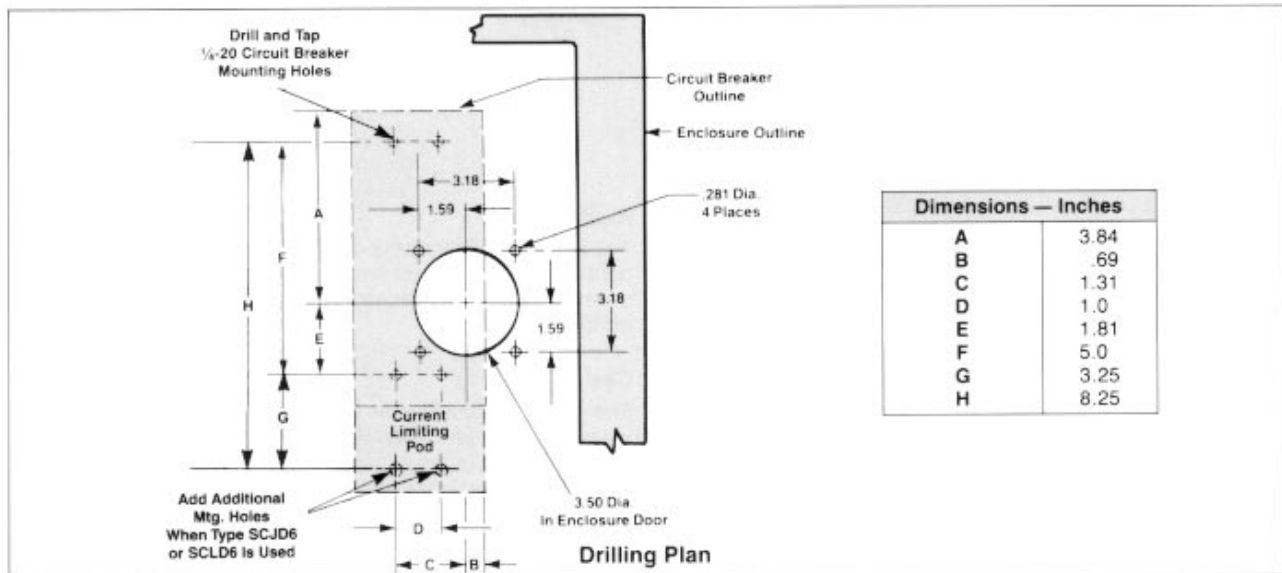 Drill and Tap
¼-20 Circuit Breaker
Mounting Holes
Circuit Breaker
Outline
Enclosure Outline
3.18
1.59
.281 Dia.
4 Places
A
F
H
E
G
3.18
1.59
Current
Limiting
Pod
Add Additional
Mtg. Holes
When Type SCJD6
or SCLD6 Is Used
D
C
B
3.50 Dia.
In Enclosure Door
Drilling Plan
Dimensions — Inches
A 3.84
B .69
C 1.31
D 1.0
E 1.81
F 5.0
G 3.25
H 8.25